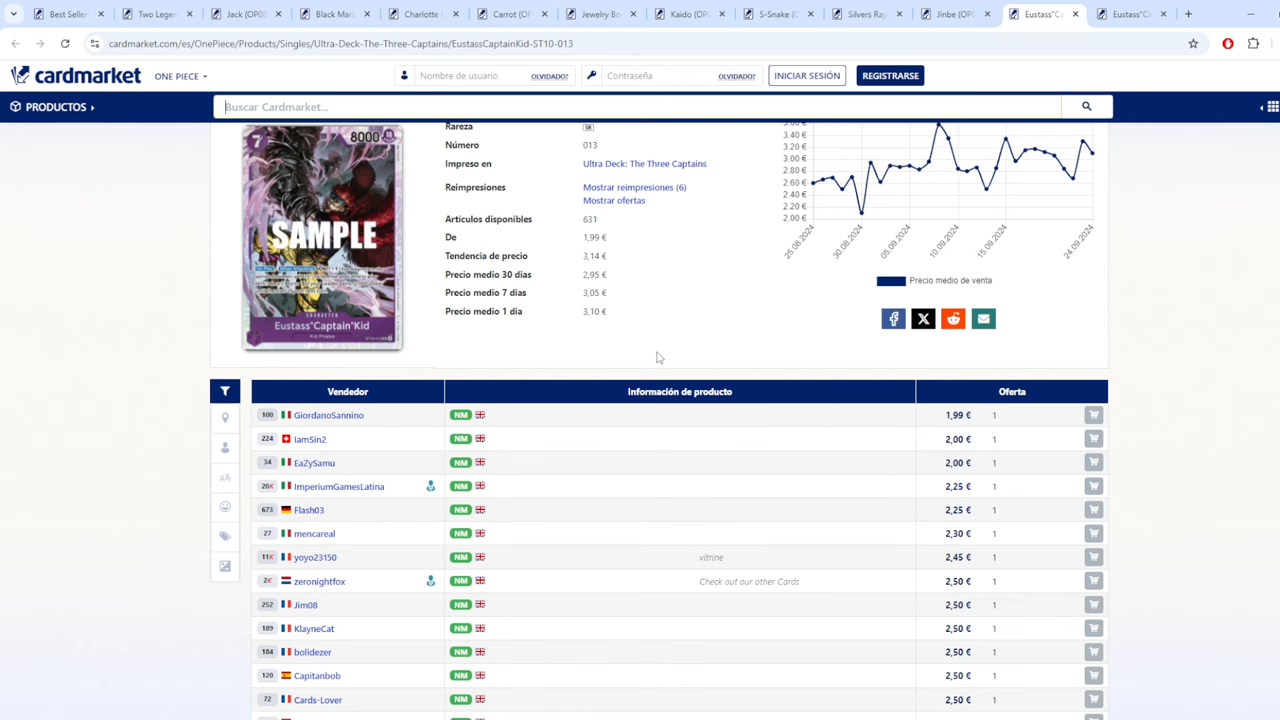 Best Seller
Two Legen
Jack (OP08
Black Mar
Charlotte L
Carrot (OP
Jewelry Bo
Kaido (OP
S-Snake (C
Silvers Ray
Jinbe (OP0
Eustass"Ca
Eustass"Ca
cardmarket.com/es/OnePiece/Products/Singles/Ultra-Deck-The-Three-Captains/EustassCaptainKid-ST10-013
cardmarket
ONE PIECE
Nombre de usuario
OLVIDADO?
Contraseña
OLVIDADO?
INICIAR SESIÓN
REGISTRARSE
PRODUCTOS
Buscar Cardmarket...
7
8000
SAMPLE
CHARACTER
Eustass"Captain"Kid
Kid Pirates
Rareza SR
Número 013
Impreso en Ultra Deck: The Three Captains
Reimpresiones Mostrar reimpresiones (6)
Mostrar ofertas
Artículos disponibles 631
De 1,99 €
Tendencia de precio 3,14 €
Precio medio 30 días 2,95 €
Precio medio 7 días 3,05 €
Precio medio 1 día 3,10 €
3.60 €
3.40 €
3.20 €
3.00 €
2.80 €
2.60 €
2.40 €
2.20 €
2.00 €
25.08.2024
30.08.2024
05.09.2024
10.09.2024
15.09.2024
24.09.2024
Precio medio de venta
Vendedor Información de producto Oferta
100 GiordanoSannino NM 1,99 € 1
224 IamSin2 NM 2,00 € 1
34 EaZySamu NM 2,00 € 1
20K ImperiumGamesLatina NM 2,25 € 1
673 Flash03 NM 2,25 € 1
27 mencareal NM 2,30 € 1
11K yoyo23150 NM vitrine 2,45 € 1
2K zeronightfox NM Check out our other Cards 2,50 € 1
252 Jim08 NM 2,50 € 1
189 KlayneCat NM 2,50 € 1
184 bolidezer NM 2,50 € 1
120 Capitanbob NM 2,50 € 1
72 Cards-Lover NM 2,50 € 1